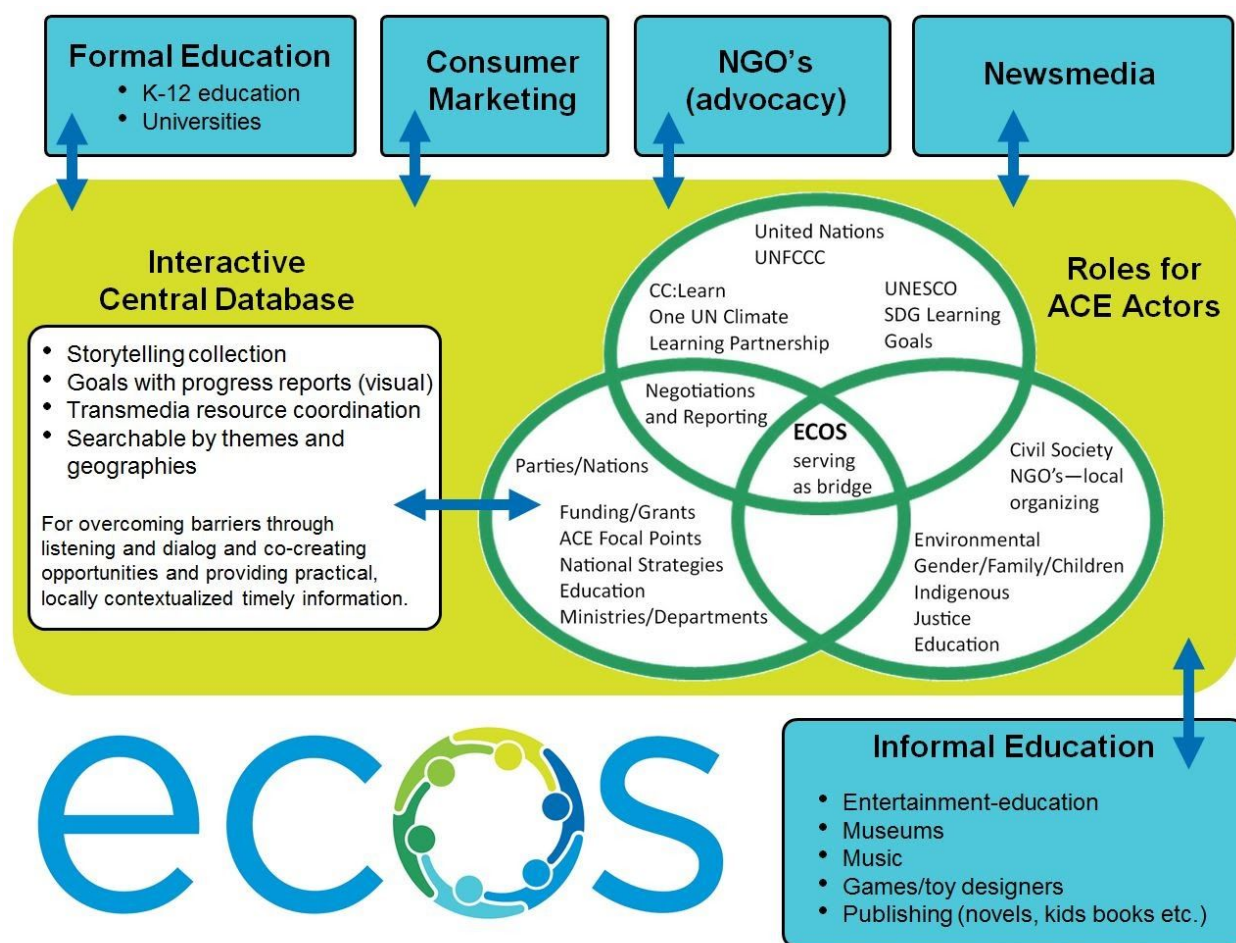 Formal Education
• K-12 education
• Universities
Consumer
Marketing
NGO's
(advocacy)
Newsmedia
Interactive
Central Database
• Storytelling collection
• Goals with progress reports (visual)
• Transmedia resource coordination
• Searchable by themes and
geographies
For overcoming barriers through
listening and dialog and co-creating
opportunities and providing practical,
locally contextualized timely information.
United Nations
UNFCCC
CC:Learn
One UN Climate
Learning Partnership
UNESCO
SDG Learning
Goals
Negotiations
and Reporting
ECOS
serving
as bridge
Parties/Nations
Funding/Grants
ACE Focal Points
National Strategies
Education
Ministries/Departments
Civil Society
NGO's—local
organizing
Environmental
Gender/Family/Children
Indigenous
Justice
Education
Roles for
ACE Actors
ecos
Informal Education
• Entertainment-education
• Museums
• Music
• Games/toy designers
• Publishing (novels, kids books etc.)